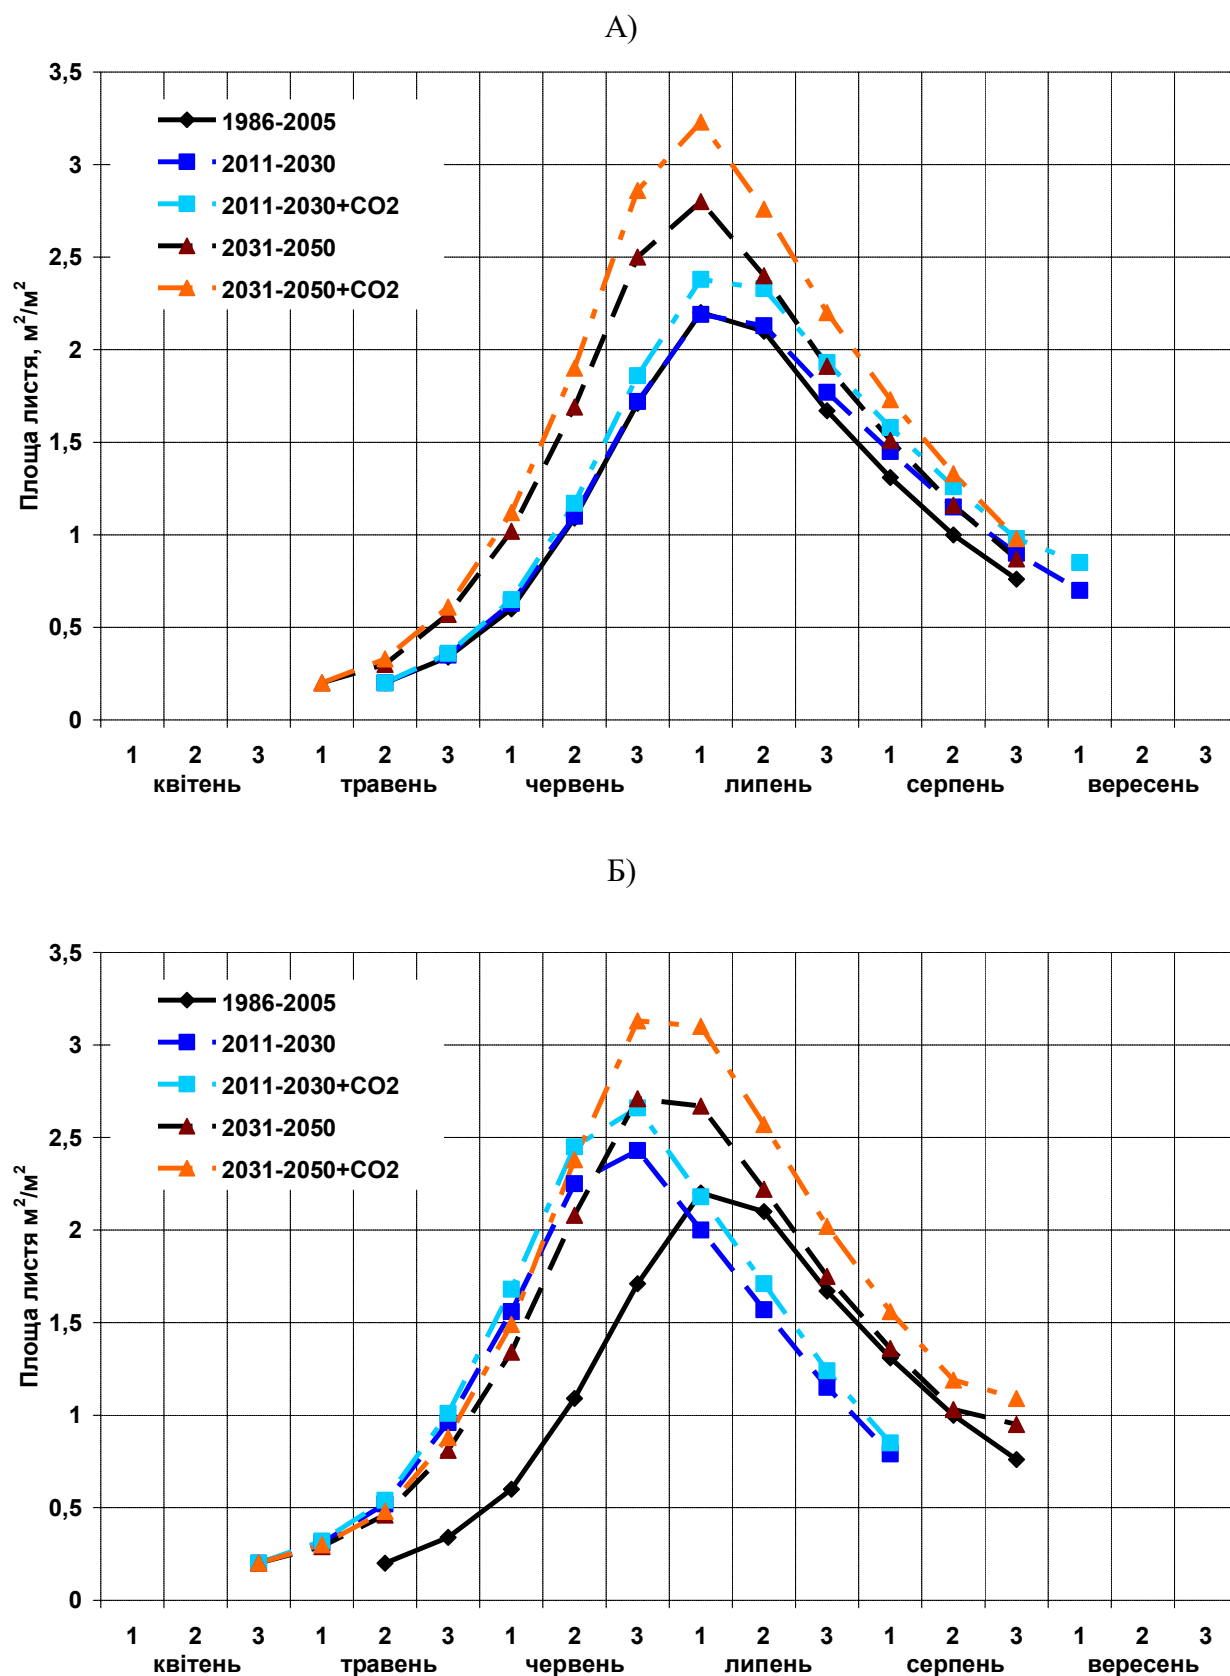 А)
3,5
3
2,5
2
1,5
1
0,5
0
Площа листя, м²/м²
1986-2005
2011-2030
2011-2030+CO2
2031-2050
2031-2050+CO2
1 2 3 1 2 3 1 2 3 1 2 3 1 2 3 1 2 3
квітень травень червень липень серпень вересень
Б)
3,5
3
2,5
2
1,5
1
0,5
0
Площа листя м²/м²
1986-2005
2011-2030
2011-2030+CO2
2031-2050
2031-2050+CO2
1 2 3 1 2 3 1 2 3 1 2 3 1 2 3 1 2 3
квітень травень червень липень серпень вересень